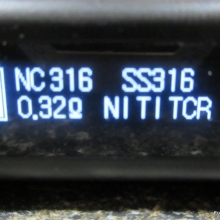 NC316 SS316
0.32Ω NI TI TCR